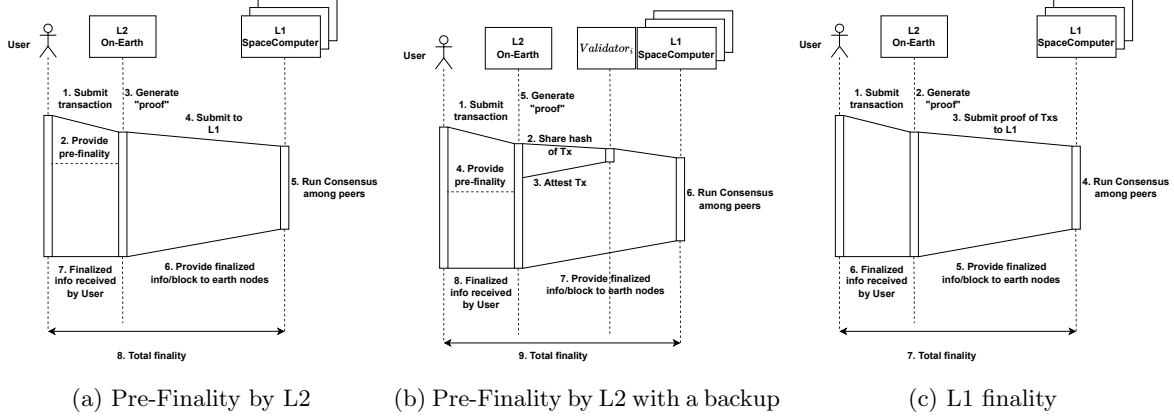 User
L2
On-Earth
L1
SpaceComputer
1. Submit
transaction
3. Generate
"proof"
4. Submit to
L1
2. Provide
pre-finality
5. Run Consensus
among peers
7. Finalized
info received
by User
6. Provide finalized
info/block to earth nodes
8. Total finality
(a) Pre-Finality by L2
User
L2
On-Earth
Validator_i
L1
SpaceComputer
5. Generate
"proof"
1. Submit
transaction
2. Share hash
of Tx
4. Provide
pre-finality
3. Attest Tx
6. Run Consensus
among peers
8. Finalized
info received
by User
7. Provide finalized
info/block to earth nodes
9. Total finality
(b) Pre-Finality by L2 with a backup
User
L2
On-Earth
L1
SpaceComputer
1. Submit
transaction
2. Generate
"proof"
3. Submit proof of Txs
to L1
4. Run Consensus
among peers
6. Finalized
info received
by User
5. Provide finalized
info/block to earth nodes
7. Total finality
(c) L1 finality